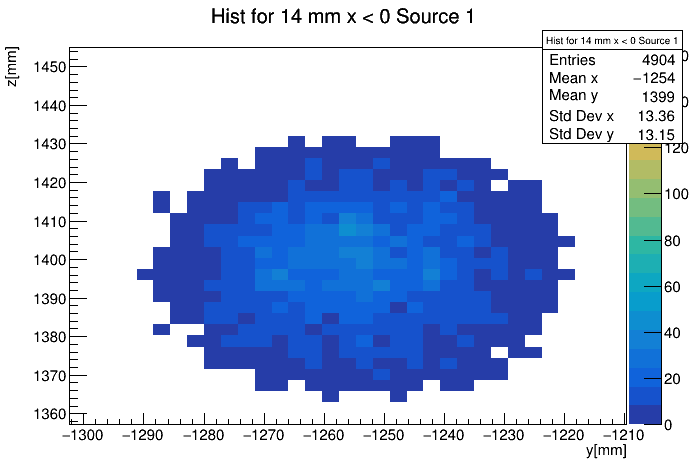 Hist for 14 mm x < 0 Source 1
Hist for 14 mm x < 0 Source 1
Entries 4904
Mean x −1254
Mean y 1399
Std Dev x 13.36
Std Dev y 13.15
z[mm]
1450
1440
1430
1420
1410
1400
1390
1380
1370
1360
120
100
80
60
40
20
0
−1300 −1290 −1280 −1270 −1260 −1250 −1240 −1230 −1220 −1210
y[mm]